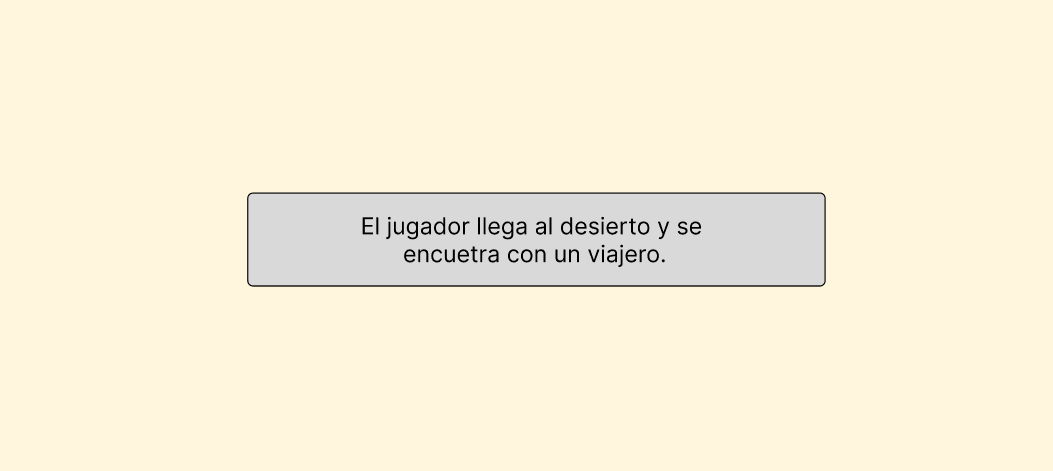 El jugador llega al desierto y se
encuetra con un viajero.